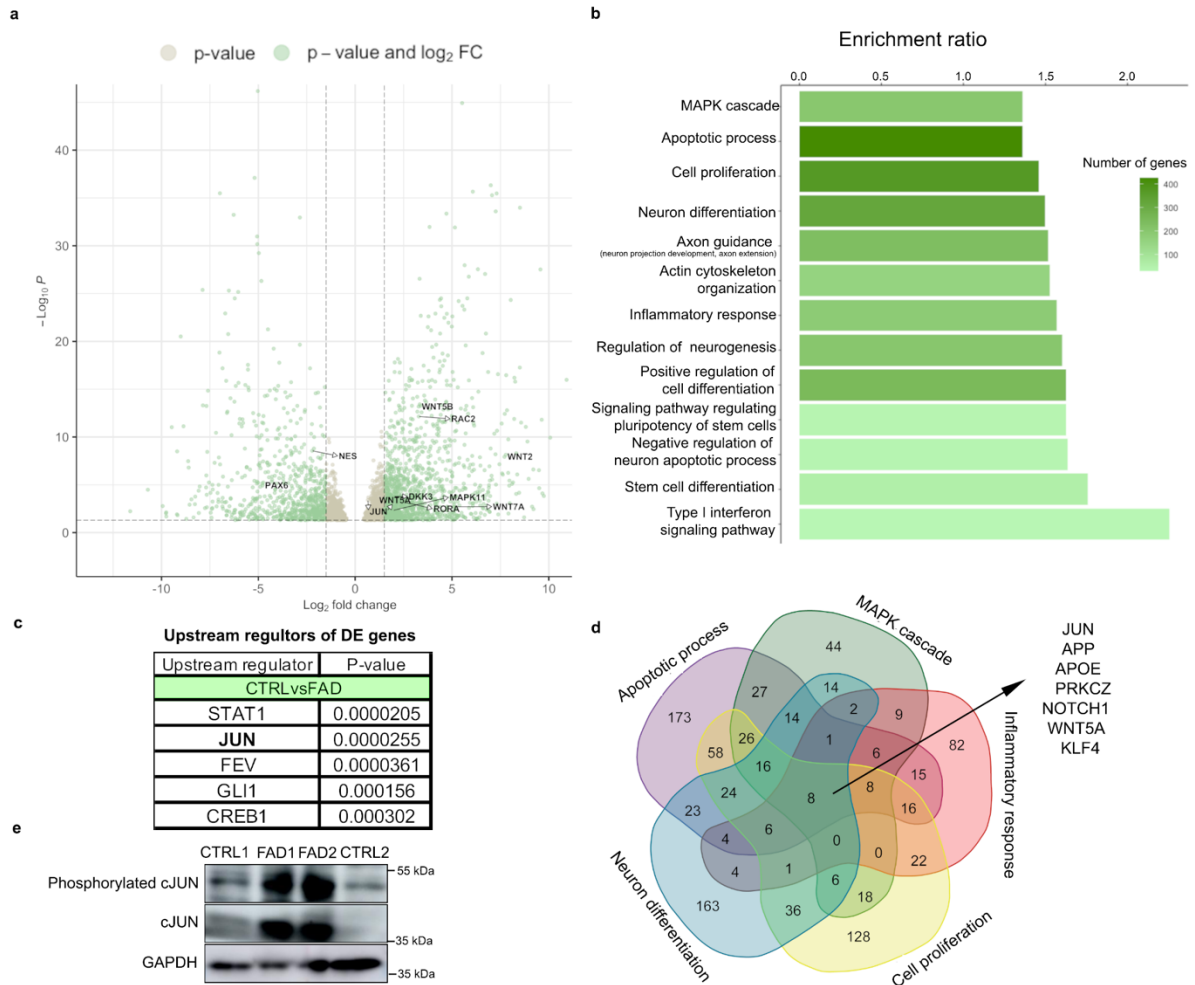 a
p-value p – value and log2 FC
40
30
20
10
0
– Log10 P
WNT5B
RAC2
NES
WNT2
PAX6
WNT5A
DKK3
MAPK11
JUN
RORA
WNT7A
-10 -5 0 5 10
Log2 fold change
b
Enrichment ratio
0.0 0.5 1.0 1.5 2.0
MAPK cascade
Apoptotic process
Cell proliferation
Neuron differentiation
Axon guidance
(neuron projection development, axon extension)
Actin cytoskeleton
organization
Inflammatory response
Regulation of neurogenesis
Positive regulation of
cell differentiation
Signaling pathway regulating
pluripotency of stem cells
Negative regulation of
neuron apoptotic process
Stem cell differentiation
Type I interferon
signaling pathway
Number of genes
400
300
200
100
c
Upstream regultors of DE genes
Upstream regulator P-value
CTRLvsFAD
STAT1 0.0000205
JUN 0.0000255
FEV 0.0000361
GLI1 0.000156
CREB1 0.000302
d
Apoptotic process
MAPK cascade
Inflammatory response
Cell proliferation
Neuron differentiation
44
27 14 2 9
173 14 1 6 82
58 26 15
16 8 8 16
24
23 6 0 0 22
4
4 1 6 18
163 36
128
JUN
APP
APOE
PRKCZ
NOTCH1
WNT5A
KLF4
e
CTRL1 FAD1 FAD2 CTRL2
Phosphorylated cJUN
55 kDa
cJUN
35 kDa
GAPDH
35 kDa